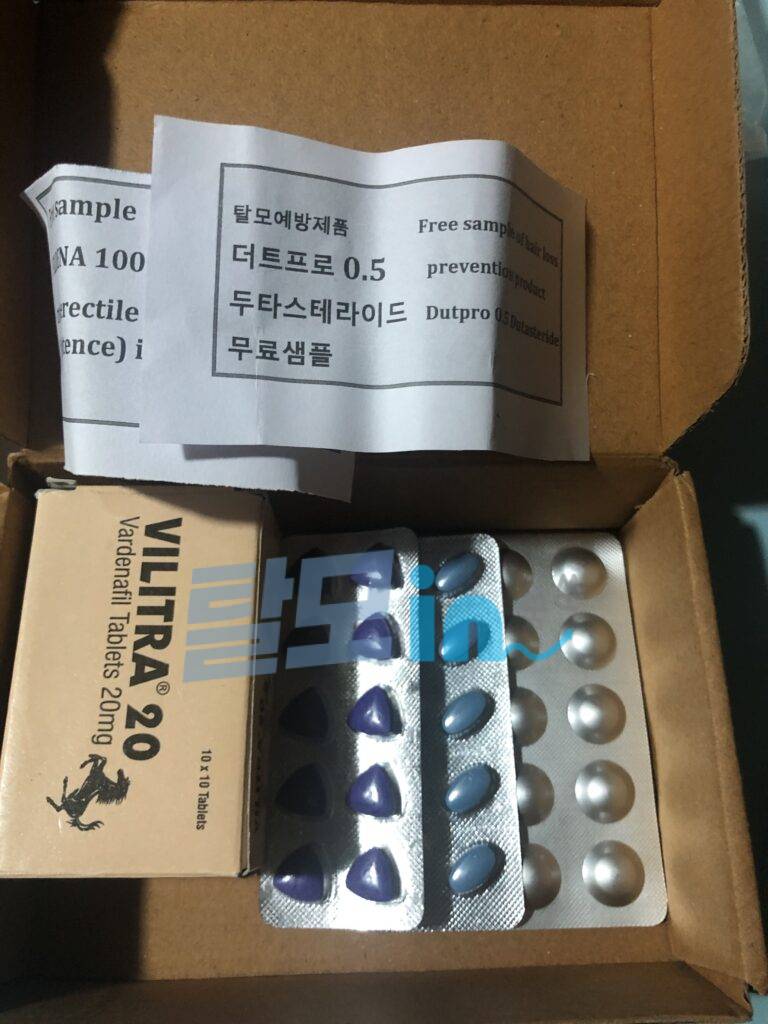 sample
NA 100
erectile
ence) i
탈모예방제품
더트프로 0.5
두타스테라이드
무료샘플
Free sample of hair loss
prevention product
Dutpro 0.5 Dutasteride
VILITRA® 20
Vardenafil Tablets 20mg
10 x 10 Tablets
탈모in